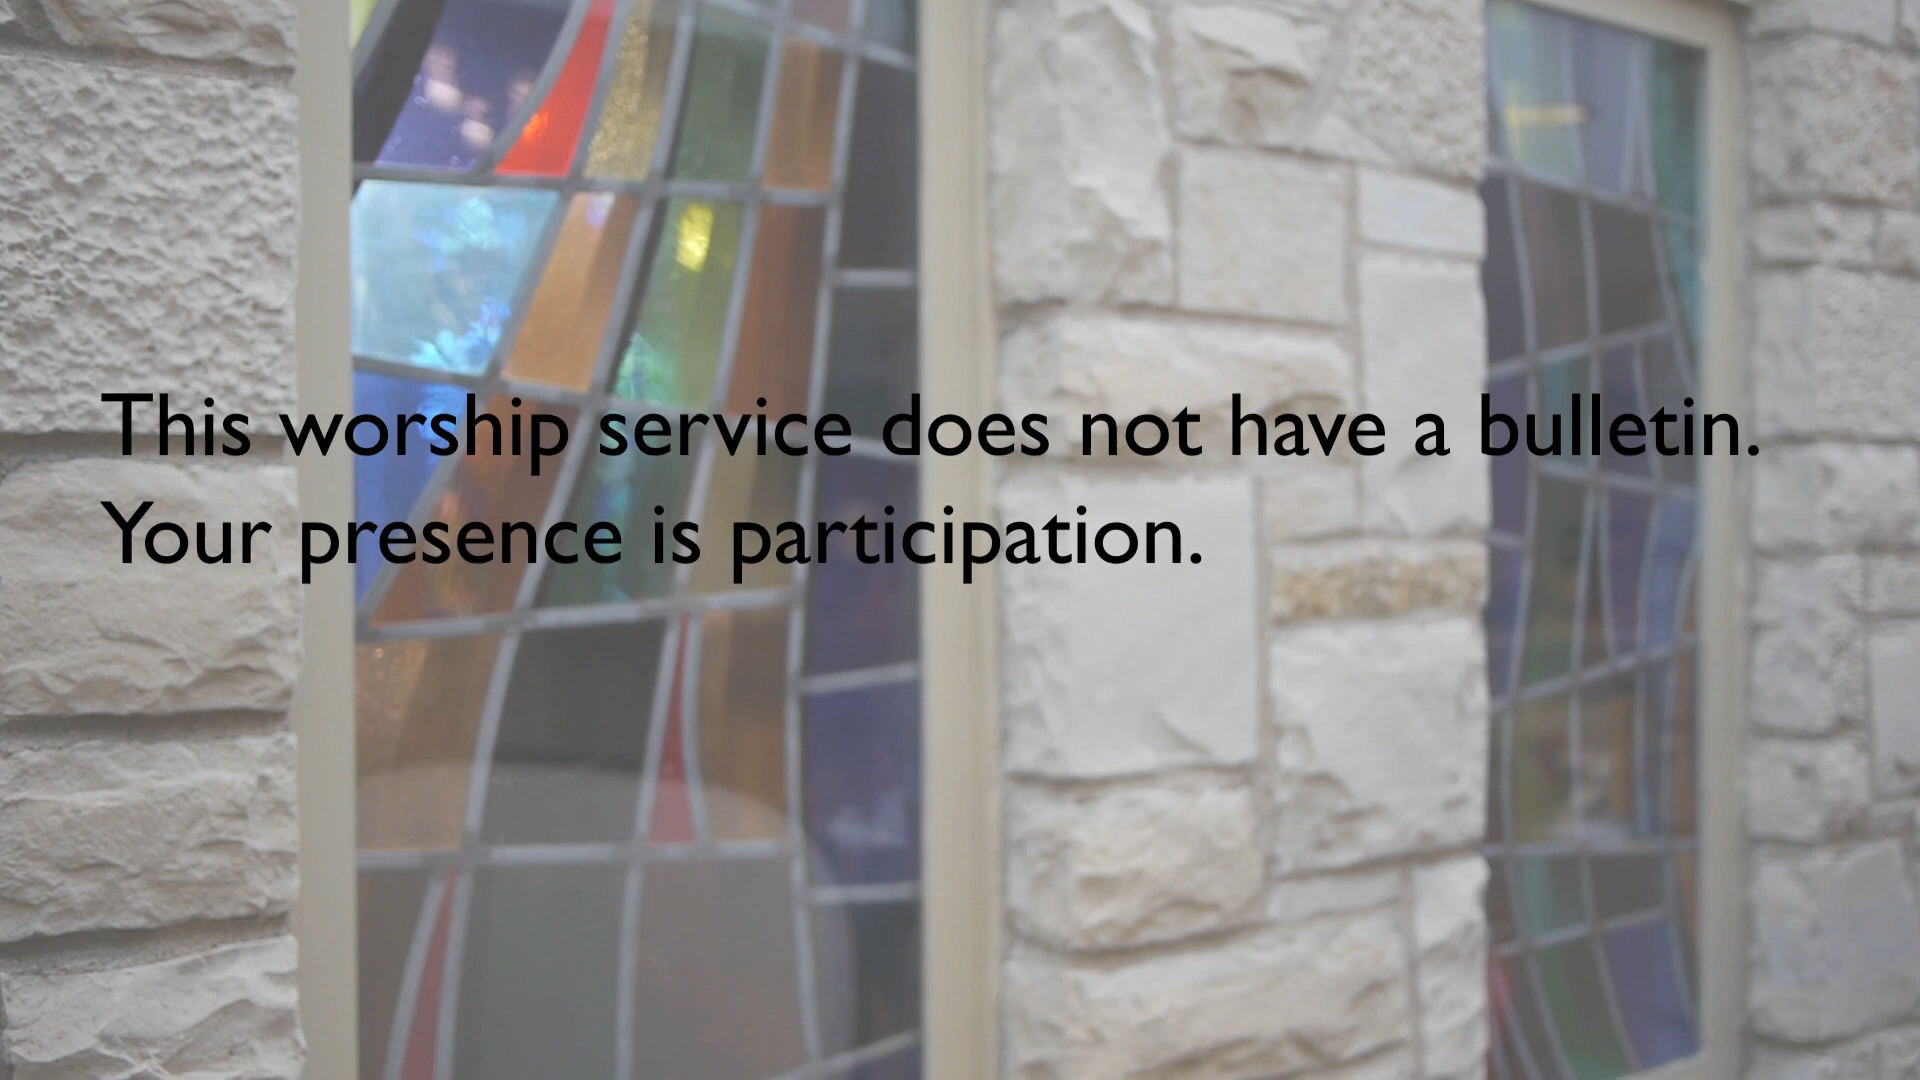 This worship service does not have a bulletin.
Your presence is participation.